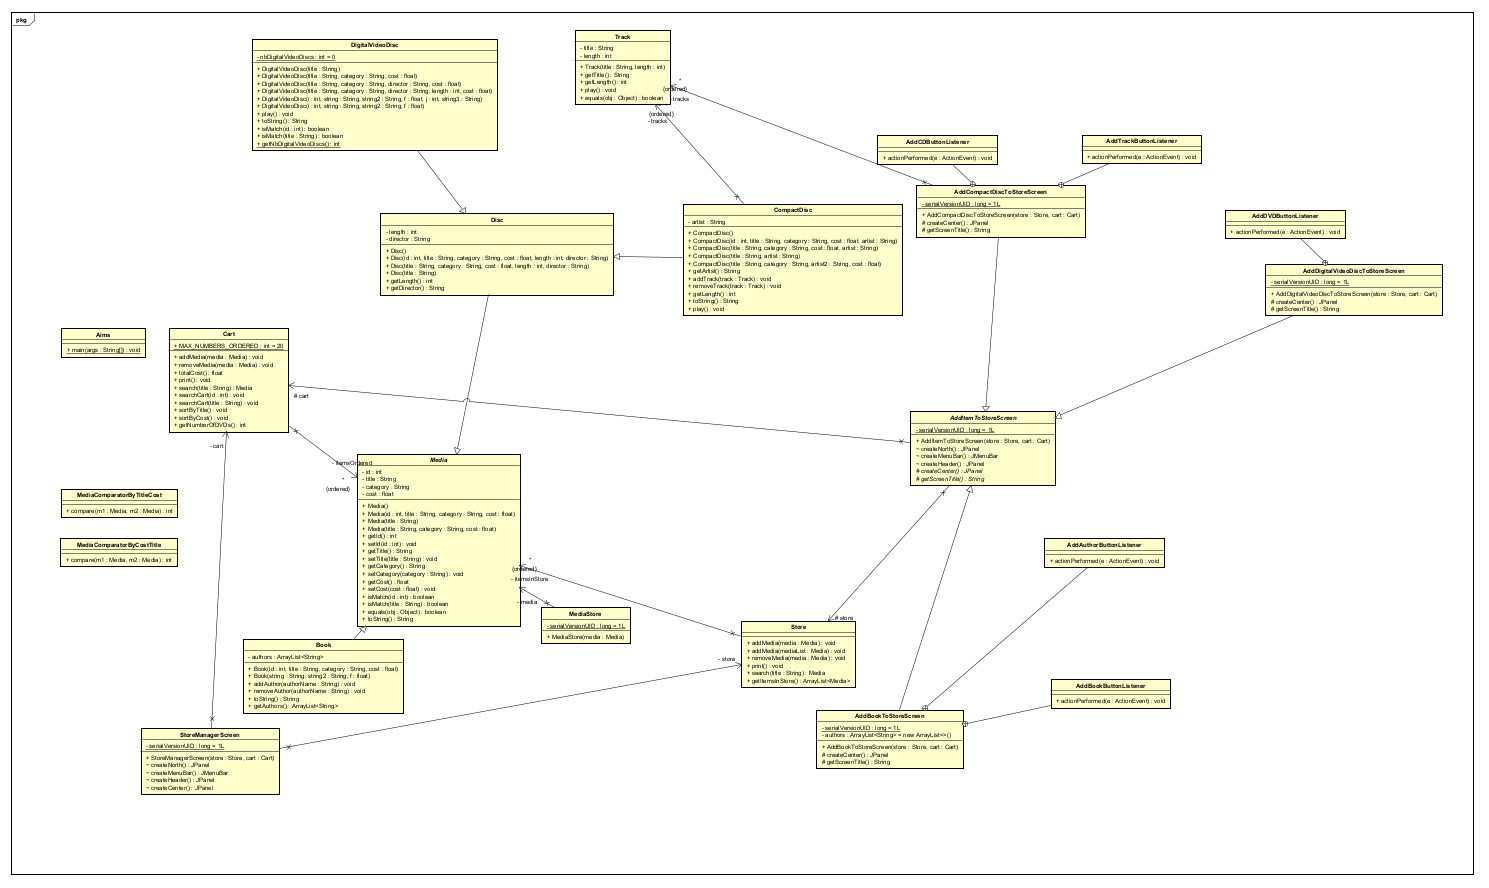 pkg
DigitalVideoDisc
- nbDigitalVideoDiscs : int = 0
+ DigitalVideoDisc(title : String)
+ DigitalVideoDisc(title : String, category : String, cost : float)
+ DigitalVideoDisc(title : String, category : String, director : String, cost : float)
+ DigitalVideoDisc(title : String, category : String, director : String, length : int, cost : float)
+ DigitalVideoDisc(i : int, string : String, string2 : String, f : float, j : int, string3 : String)
+ DigitalVideoDisc(i : int, string : String, string2 : String, f : float)
+ play() : void
+ toString() : String
+ isMatch(id : int) : boolean
+ isMatch(title : String) : boolean
+ getNbDigitalVideoDiscs() : int
Track
- title : String
- length : int
+ Track(title : String, length : int)
+ getTitle() : String
+ getLength() : int
+ play() : void
+ equals(obj : Object) : boolean
*
{ordered}
- tracks
{ordered}
- tracks
AddCDButtonListener
+ actionPerformed(e : ActionEvent) : void
AddTrackButtonListener
+ actionPerformed(e : ActionEvent) : void
AddCompactDiscToStoreScreen
- serialVersionUID : long = 1L
+ AddCompactDiscToStoreScreen(store : Store, cart : Cart)
# createCenter() : JPanel
# getScreenTitle() : String
Disc
- length : int
- director : String
+ Disc()
+ Disc(id : int, title : String, category : String, cost : float, length : int, director : String)
+ Disc(title : String, category : String, cost : float, length : int, director : String)
+ Disc(title : String)
+ getLength() : int
+ getDirector() : String
CompactDisc
- artist : String
+ CompactDisc()
+ CompactDisc(id : int, title : String, category : String, cost : float, artist : String)
+ CompactDisc(title : String, category : String, cost : float, artist : String)
+ CompactDisc(title : String, artist : String)
+ CompactDisc(title : String, category : String, artist2 : String, cost : float)
+ getArtist() : String
+ addTrack(track : Track) : void
+ removeTrack(track : Track) : void
+ getLength() : int
+ toString() : String
+ play() : void
AddDVDButtonListener
+ actionPerformed(e : ActionEvent) : void
AddDigitalVideoDiscToStoreScreen
- serialVersionUID : long = 1L
+ AddDigitalVideoDiscToStoreScreen(store : Store, cart : Cart)
# createCenter() : JPanel
# getScreenTitle() : String
Aims
+ main(args : String[]) : void
Cart
+ MAX_NUMBERS_ORDERED : int = 20
+ addMedia(media : Media) : void
+ removeMedia(media : Media) : void
+ totalCost() : float
+ print() : void
+ search(title : String) : Media
+ searchCart(id : int) : void
+ searchCart(title : String) : void
+ sortByTitle() : void
+ sortByCost() : void
+ getNumberOfDVDs() : int
# cart
- cart
- itemsOrdered
*
{ordered}
AddItemToStoreScreen
- serialVersionUID : long = 1L
+ AddItemToStoreScreen(store : Store, cart : Cart)
~ createNorth() : JPanel
~ createMenuBar() : JMenuBar
~ createHeader() : JPanel
# createCenter() : JPanel
# getScreenTitle() : String
Media
- id : int
- title : String
- category : String
- cost : float
+ Media()
+ Media(id : int, title : String, category : String, cost : float)
+ Media(title : String)
+ Media(title : String, category : String, cost : float)
+ getId() : int
+ setId(id : int) : void
+ getTitle() : String
+ setTitle(title : String) : void
+ getCategory() : String
+ setCategory(category : String) : void
+ getCost() : float
+ setCost(cost : float) : void
+ isMatch(id : int) : boolean
+ isMatch(title : String) : boolean
+ equals(obj : Object) : boolean
+ toString() : String
MediaComparatorByTitleCost
+ compare(m1 : Media, m2 : Media) : int
MediaComparatorByCostTitle
+ compare(m1 : Media, m2 : Media) : int
*
{ordered}
- itemsInStore
- media
AddAuthorButtonListener
+ actionPerformed(e : ActionEvent) : void
MediaStore
- serialVersionUID : long = 1L
+ MediaStore(media : Media)
# store
Store
+ addMedia(media : Media) : void
+ addMedia(mediaList : Media) : void
+ removeMedia(media : Media) : void
+ print() : void
+ search(title : String) : Media
+ getItemsInStore() : ArrayList<Media>
- store
Book
- authors : ArrayList<String>
+ Book(id : int, title : String, category : String, cost : float)
+ Book(string : String, string2 : String, f : float)
+ addAuthor(authorName : String) : void
+ removeAuthor(authorName : String) : void
+ toString() : String
+ getAuthors() : ArrayList<String>
AddBookButtonListener
+ actionPerformed(e : ActionEvent) : void
AddBookToStoreScreen
- serialVersionUID : long = 1L
- authors : ArrayList<String> = new ArrayList<>()
+ AddBookToStoreScreen(store : Store, cart : Cart)
# createCenter() : JPanel
# getScreenTitle() : String
StoreManagerScreen
- serialVersionUID : long = 1L
+ StoreManagerScreen(store : Store, cart : Cart)
~ createNorth() : JPanel
~ createMenuBar() : JMenuBar
~ createHeader() : JPanel
~ createCenter() : JPanel